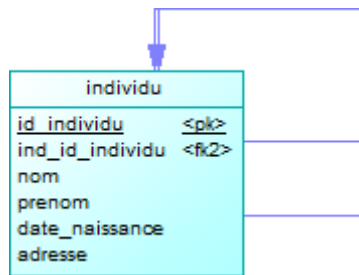 individu
id_individu <pk>
ind_id_individu <fk2>
nom
prenom
date_naissance
adresse